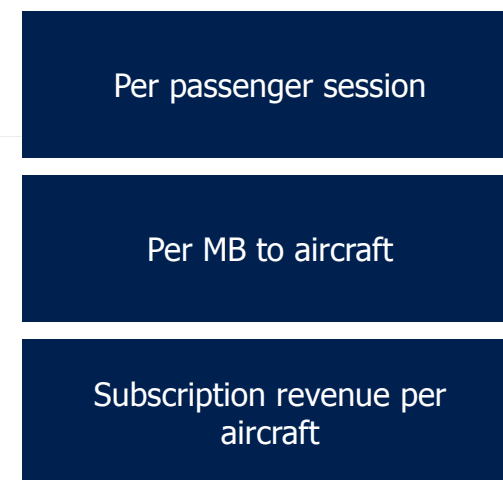 Per passenger session
Per MB to aircraft
Subscription revenue per
aircraft